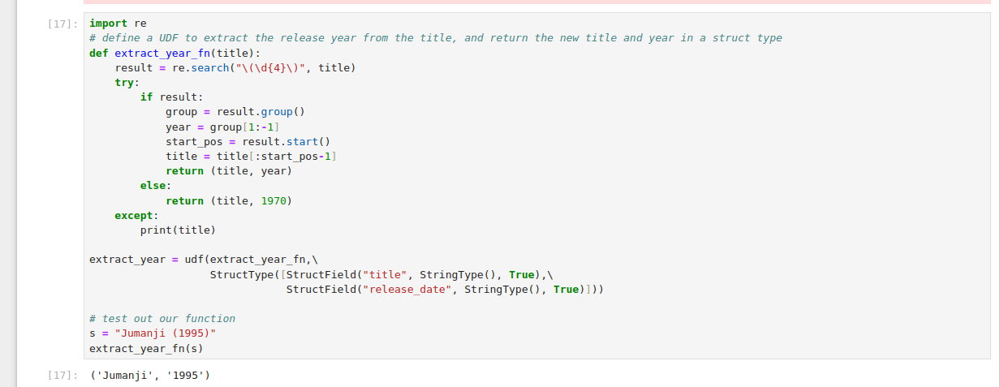 [17]: import re
# define a UDF to extract the release year from the title, and return the new title and year in a struct type
def extract_year_fn(title):
    result = re.search("\(\d{4}\)", title)
    try:
        if result:
            group = result.group()
            year = group[1:-1]
            start_pos = result.start()
            title = title[:start_pos-1]
            return (title, year)
        else:
            return (title, 1970)
    except:
        print(title)
extract_year = udf(extract_year_fn,\
                   StructType([StructField("title", StringType(), True),\
                               StructField("release_date", StringType(), True)]))
# test out our function
s = "Jumanji (1995)"
extract_year_fn(s)
[17]: ('Jumanji', '1995')